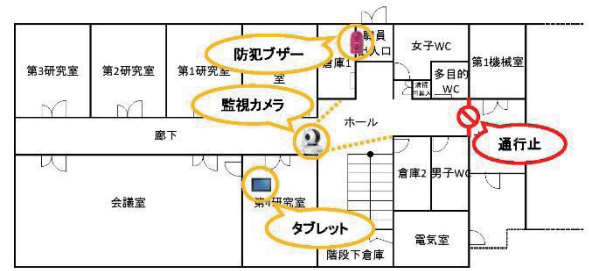 防犯ブザー
職員
出入口
女子WC
第3研究室
第2研究室
第1研究室
室
倉庫1
多目的
WC
第1機械室
監視カメラ
ホール
廊下
通行止
会議室
第4研究室
倉庫2
男子WC
タブレット
階段下倉庫
電気室